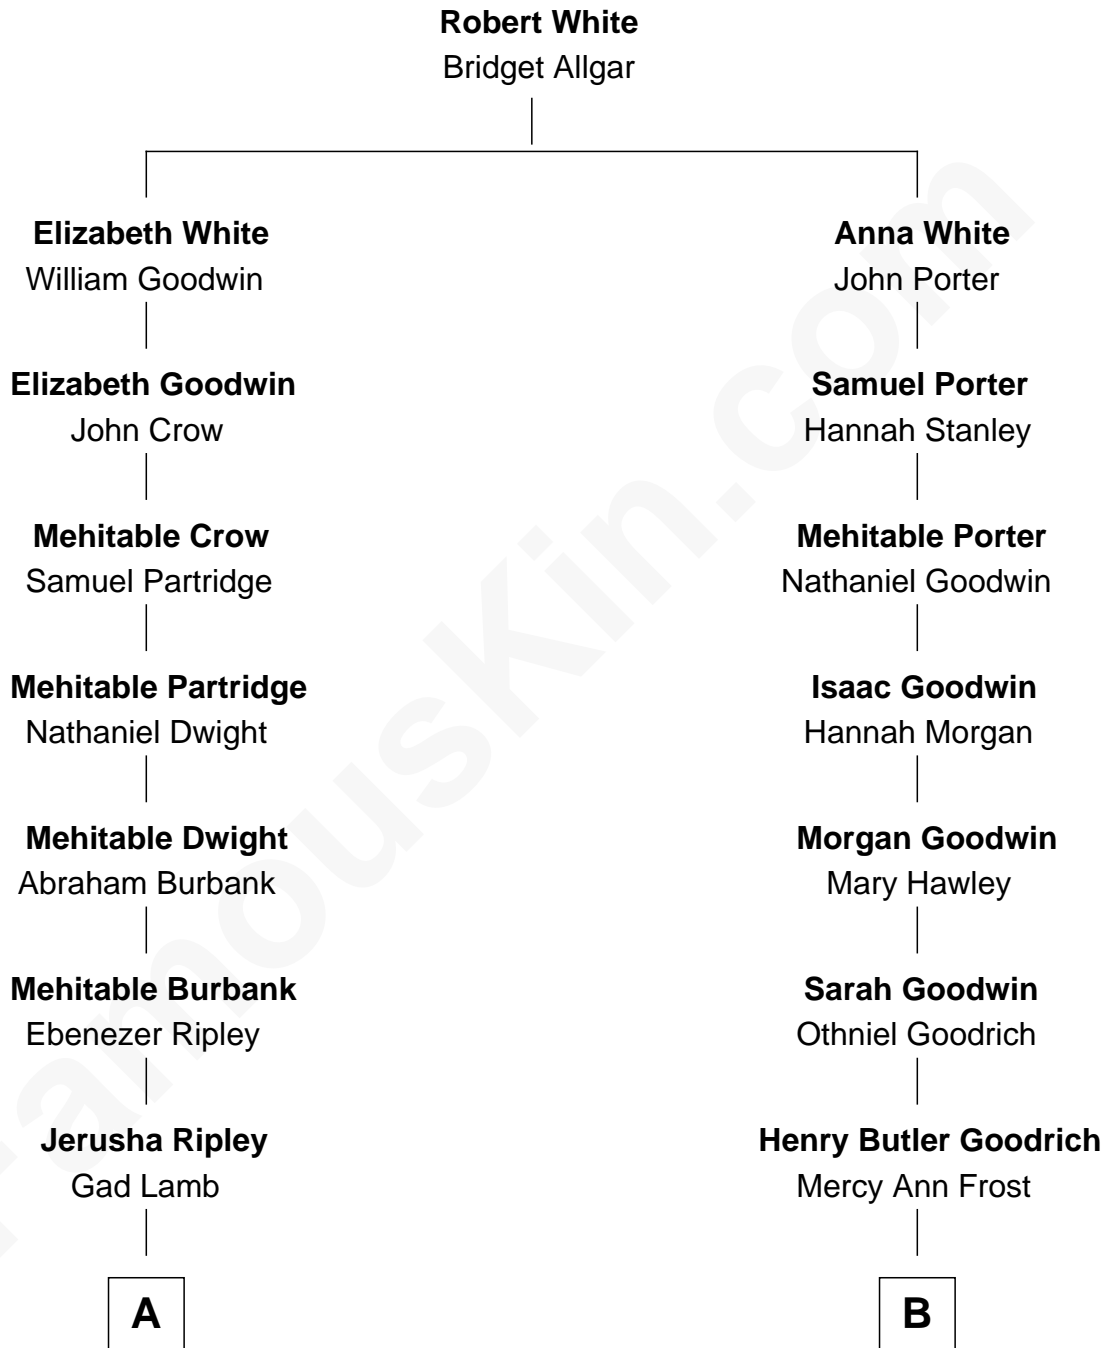 Robert White
Bridget Allgar
Elizabeth White
William Goodwin
Anna White
John Porter
Elizabeth Goodwin
John Crow
Samuel Porter
Hannah Stanley
Mehitable Crow
Samuel Partridge
Mehitable Porter
Nathaniel Goodwin
Mehitable Partridge
Nathaniel Dwight
Isaac Goodwin
Hannah Morgan
Mehitable Dwight
Abraham Burbank
Morgan Goodwin
Mary Hawley
Mehitable Burbank
Ebenezer Ripley
Sarah Goodwin
Othniel Goodrich
Jerusha Ripley
Gad Lamb
Henry Butler Goodrich
Mercy Ann Frost
A
B
FamousKin.com